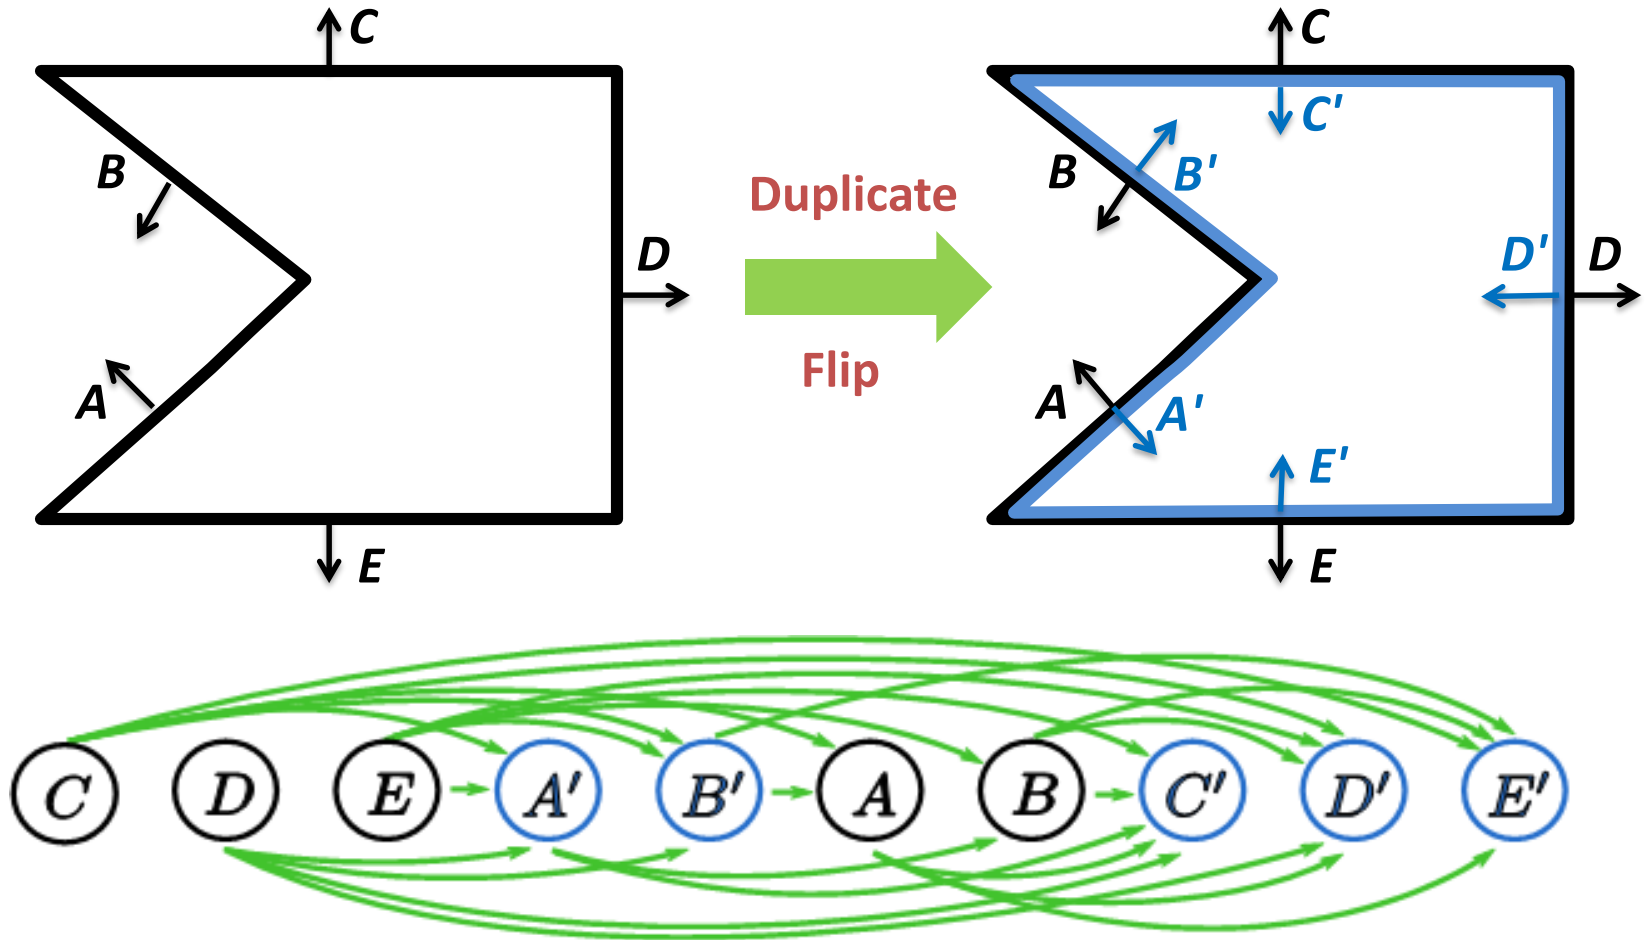 C
B
A
D
E
Duplicate
Flip
C
C'
B
B'
D'
D
A
A'
E'
E
C D E A' B' A B C' D' E'